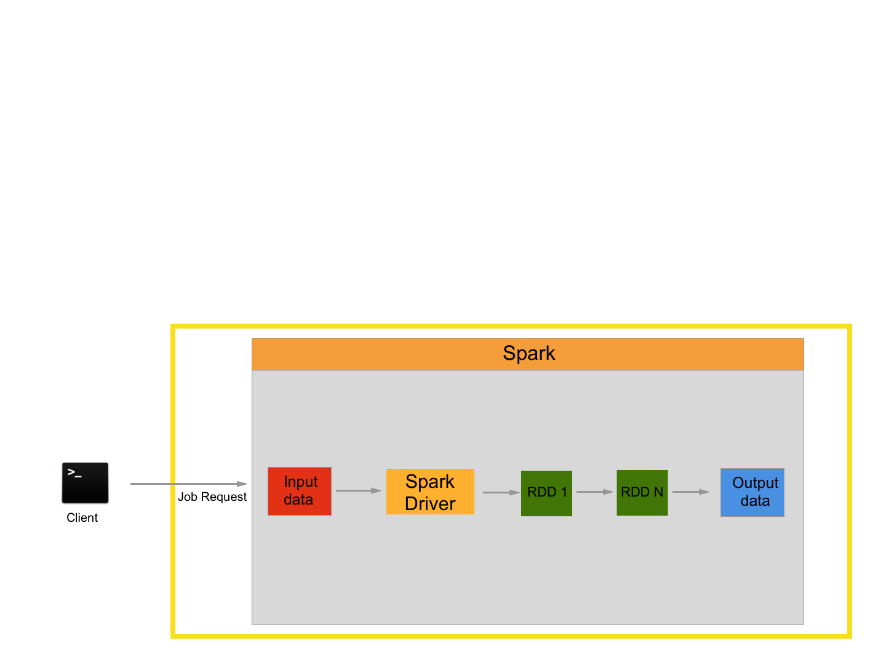 Spark
>_
Client
Job Request
Input
data
Spark
Driver
RDD 1
RDD N
Output
data